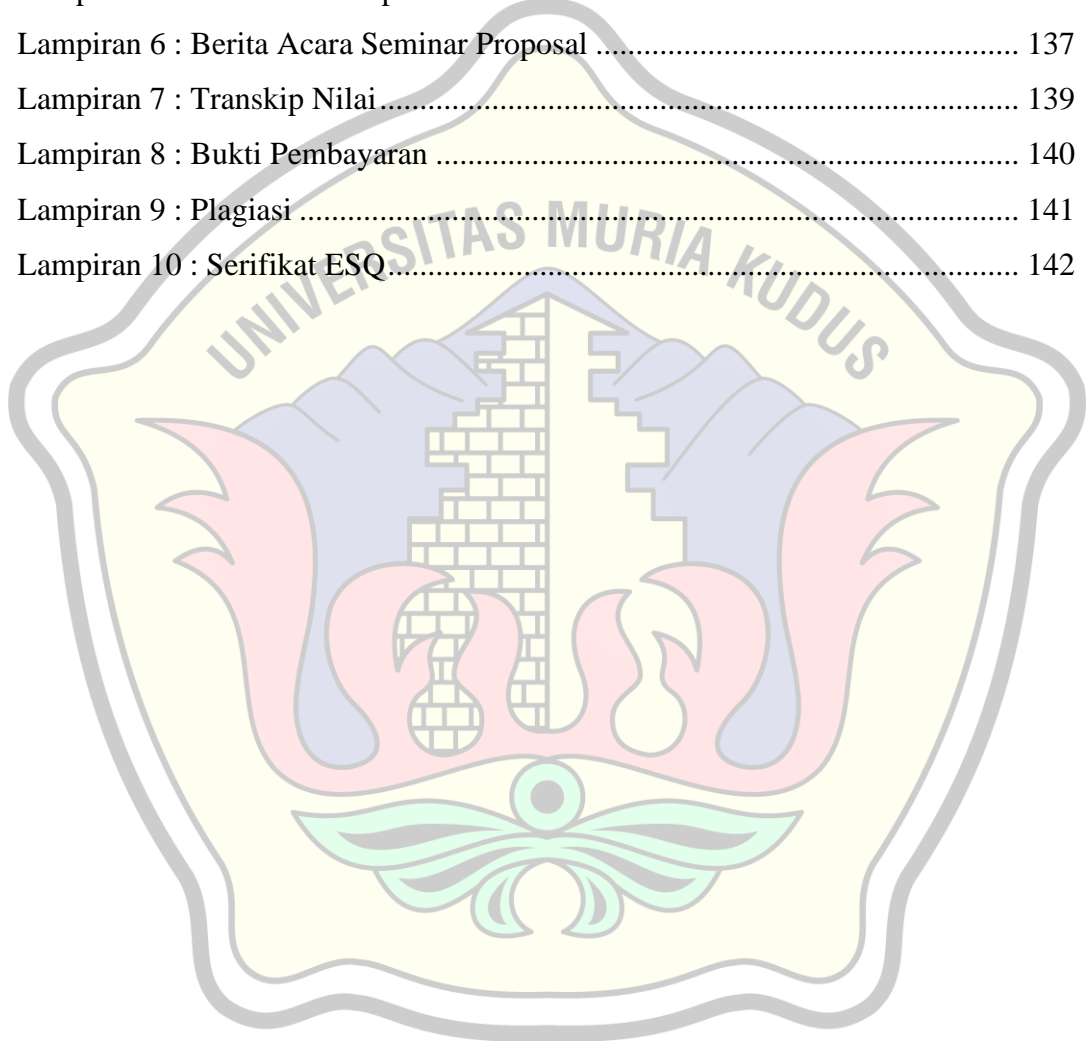 Lampiran 6 : Berita Acara Seminar Proposal ..................................................... 137
Lampiran 7 : Transkip Nilai ................................................................................ 139
Lampiran 8 : Bukti Pembayaran ......................................................................... 140
Lampiran 9 : Plagiasi .......................................................................................... 141
Lampiran 10 : Serifikat ESQ ............................................................................... 142
UNIVERSITAS MURIA KUDUS